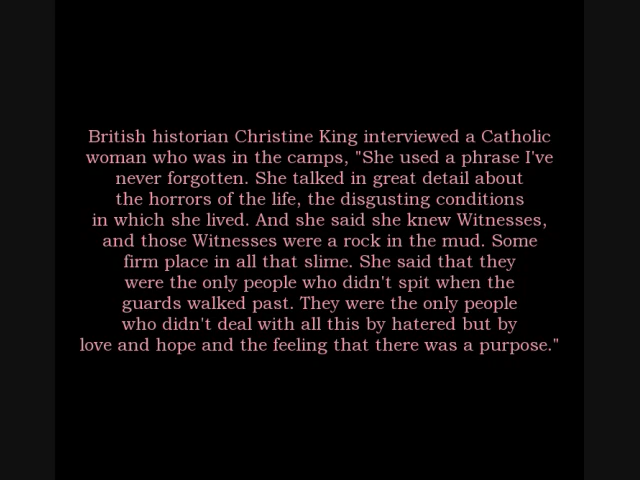 British historian Christine King interviewed a Catholic
woman who was in the camps, "She used a phrase I've
never forgotten. She talked in great detail about
the horrors of the life, the disgusting conditions
in which she lived. And she said she knew Witnesses,
and those Witnesses were a rock in the mud. Some
firm place in all that slime. She said that they
were the only people who didn't spit when the
guards walked past. They were the only people
who didn't deal with all this by hatered but by
love and hope and the feeling that there was a purpose."